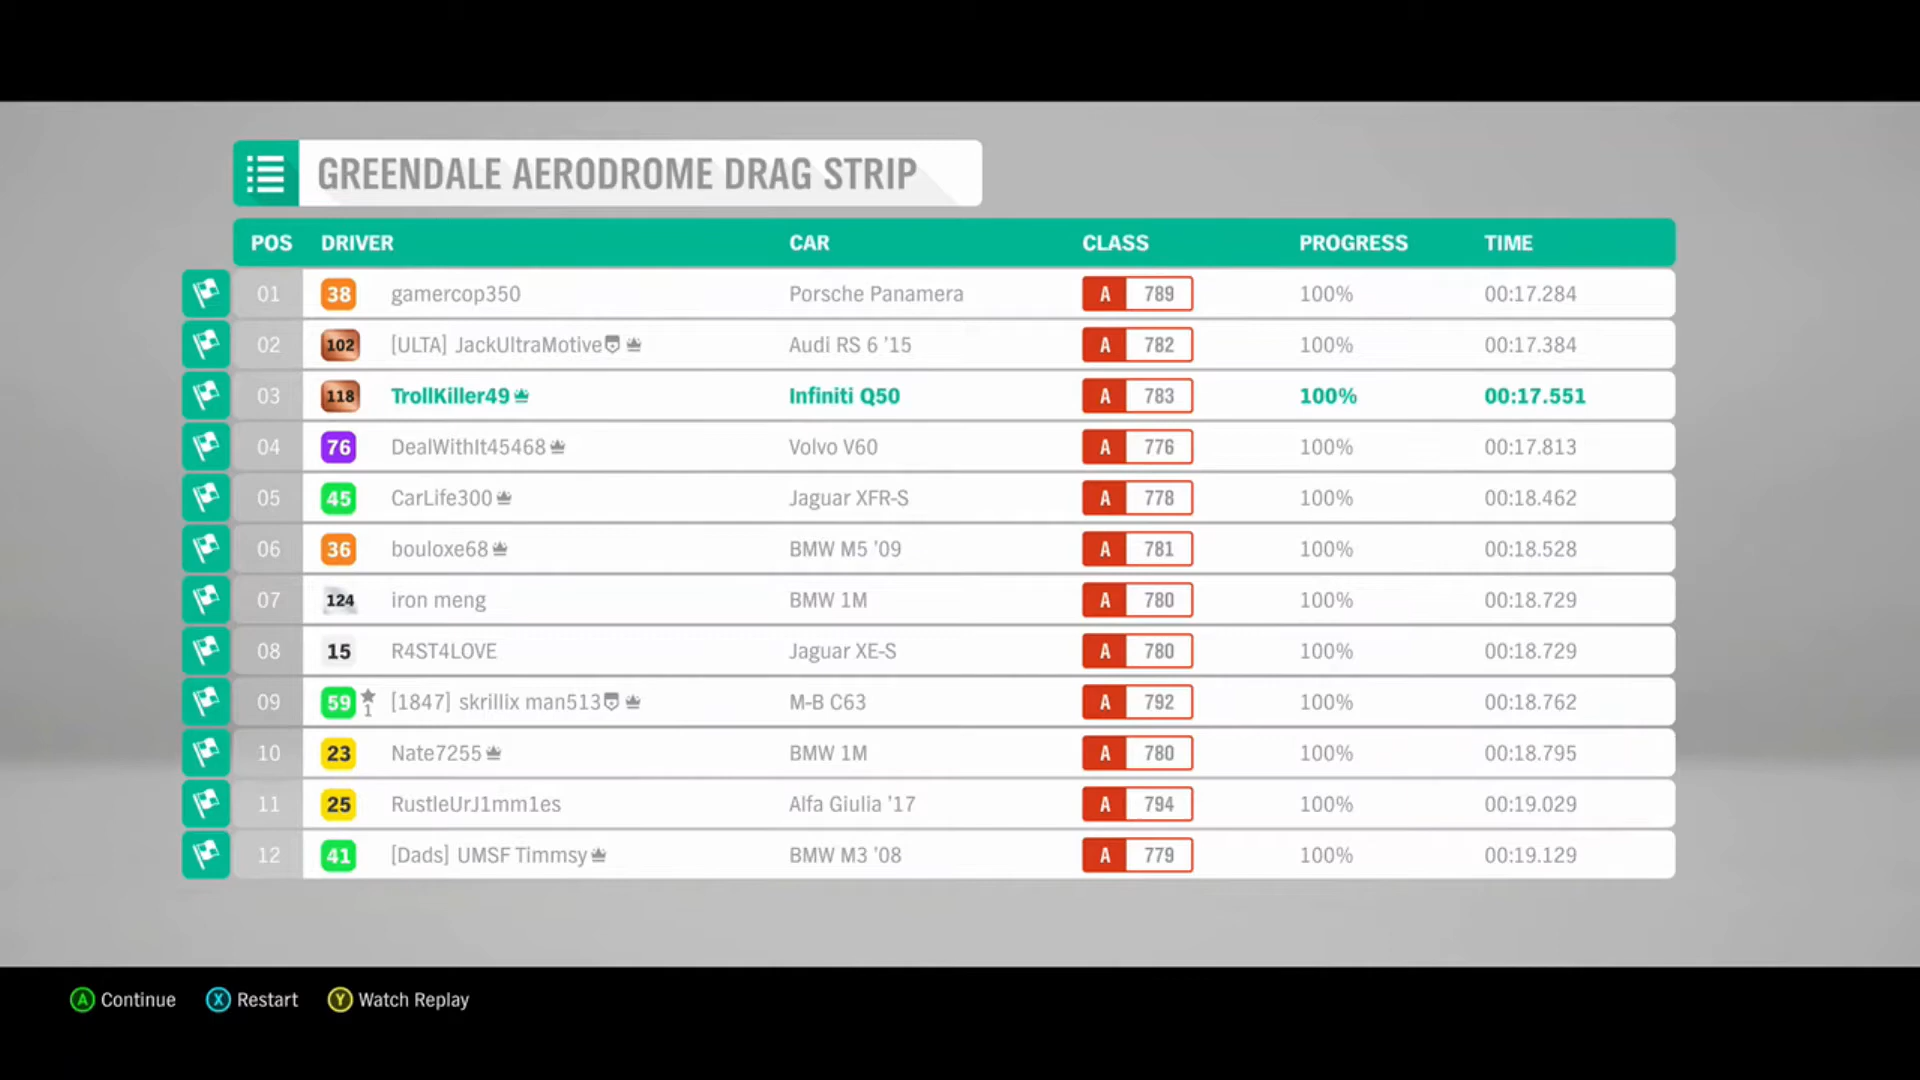 GREENDALE AERODROME DRAG STRIP
POS DRIVER CAR CLASS PROGRESS TIME
01 38 gamercop350 Porsche Panamera A 789 100% 00:17.284
02 102 [ULTA] JackUltraMotive Audi RS 6 '15 A 782 100% 00:17.384
03 118 TrollKiller49 Infiniti Q50 A 783 100% 00:17.551
04 76 DealWithIt45468 Volvo V60 A 776 100% 00:17.813
05 45 CarLife300 Jaguar XFR-S A 778 100% 00:18.462
06 36 bouloxe68 BMW M5 '09 A 781 100% 00:18.528
07 124 iron meng BMW 1M A 780 100% 00:18.729
08 15 R4ST4LOVE Jaguar XE-S A 780 100% 00:18.729
09 59 1 [1847] skrillix man513 M-B C63 A 792 100% 00:18.762
10 23 Nate7255 BMW 1M A 780 100% 00:18.795
11 25 RustleUrJ1mm1es Alfa Giulia '17 A 794 100% 00:19.029
12 41 [Dads] UMSF Timmsy BMW M3 '08 A 779 100% 00:19.129
A Continue X Restart Y Watch Replay